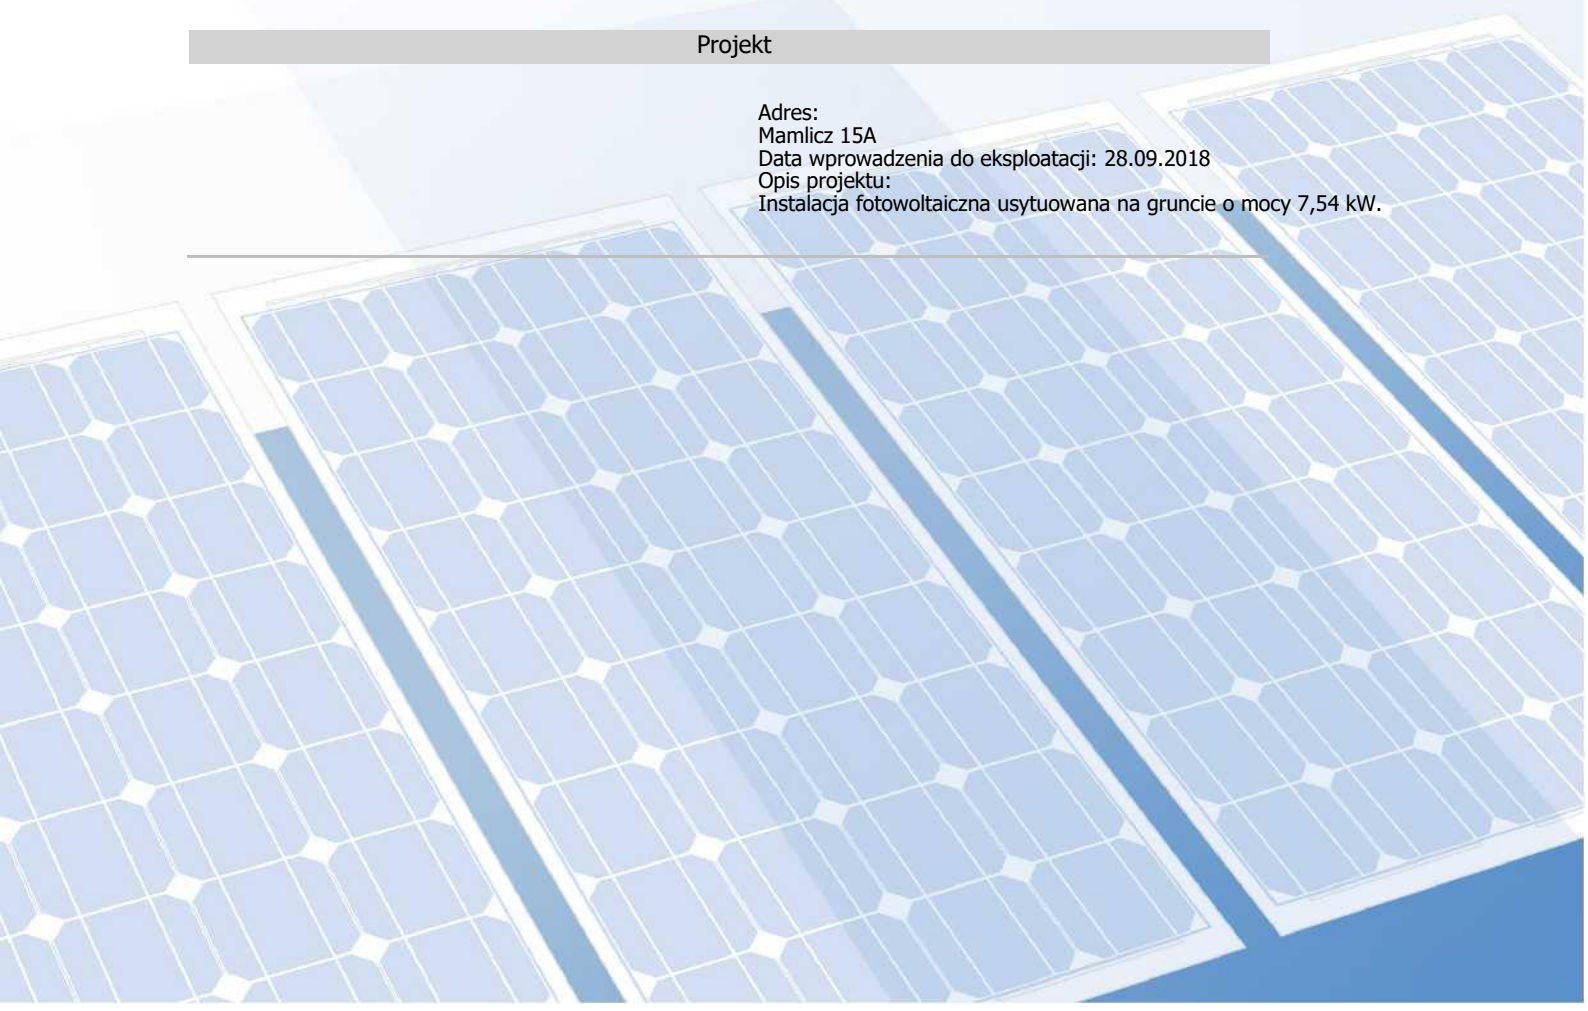 Projekt
Adres:
Mamlicz 15A
Data wprowadzenia do eksploatacji: 28.09.2018
Opis projektu:
Instalacja fotowoltaiczna usytuowana na gruncie o mocy 7,54 kW.